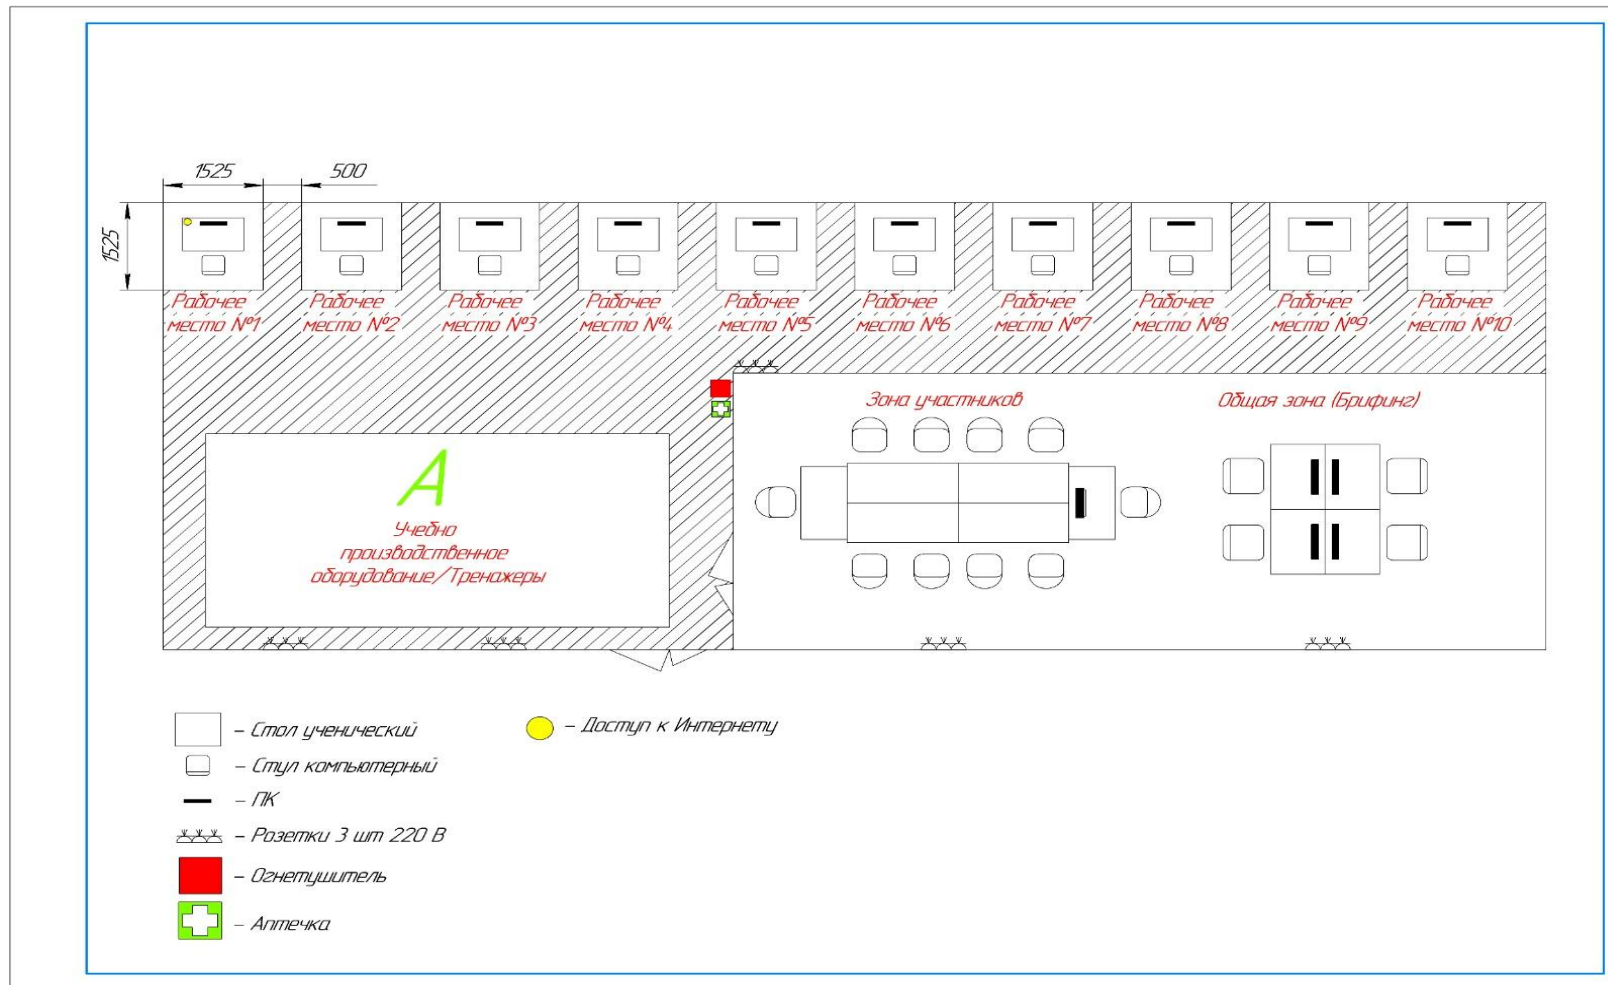 1525
500
1525
Рабочее
место №1
Рабочее
место №2
Рабочее
место №3
Рабочее
место №4
Рабочее
место №5
Рабочее
место №6
Рабочее
место №7
Рабочее
место №8
Рабочее
место №9
Рабочее
место №10
Зона участников
Общая зона (Брифинг)
А
Учебно
производственное
оборудование/Тренажеры
– Стол ученический
– Доступ к Интернету
– Стул компьютерный
– ПК
– Розетки 3 шт 220 В
– Огнетушитель
– Аптечка